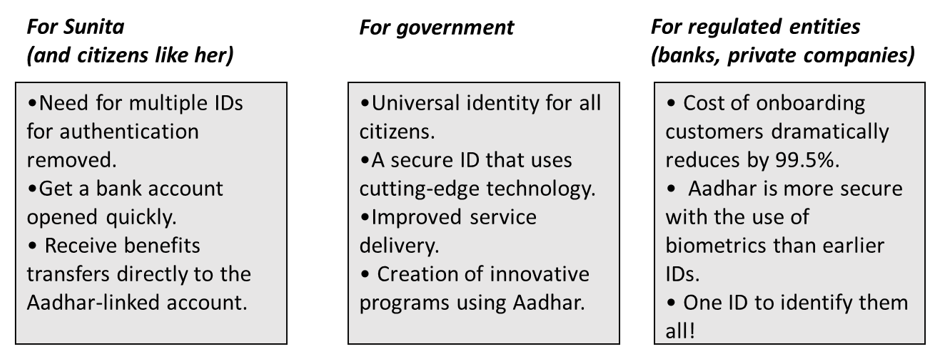 For Sunita
(and citizens like her)
•Need for multiple IDs
for authentication
removed.
•Get a bank account
opened quickly.
• Receive benefits
transfers directly to the
Aadhar-linked account.
For government
•Universal identity for all
citizens.
•A secure ID that uses
cutting-edge technology.
•Improved service
delivery.
• Creation of innovative
programs using Aadhar.
For regulated entities
(banks, private companies)
• Cost of onboarding
customers dramatically
reduces by 99.5%.
• Aadhar is more secure
with the use of
biometrics than earlier
IDs.
• One ID to identify them
all!